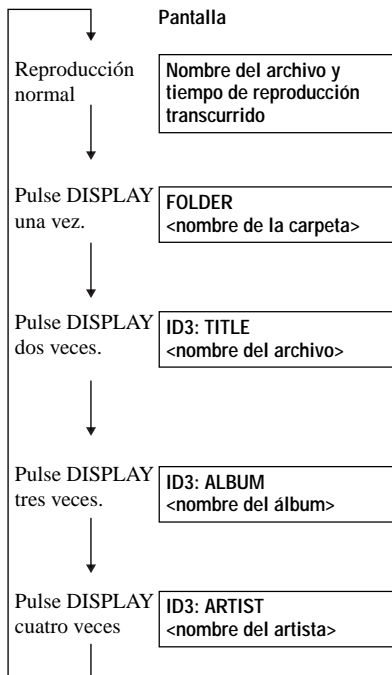 Pantalla
Reproducción
normal
Nombre del archivo y
tiempo de reproducción
transcurrido
Pulse DISPLAY
una vez.
FOLDER
<nombre de la carpeta>
Pulse DISPLAY
dos veces.
ID3: TITLE
<nombre del archivo>
Pulse DISPLAY
tres veces.
ID3: ALBUM
<nombre del álbum>
Pulse DISPLAY
cuatro veces
ID3: ARTIST
<nombre del artista>